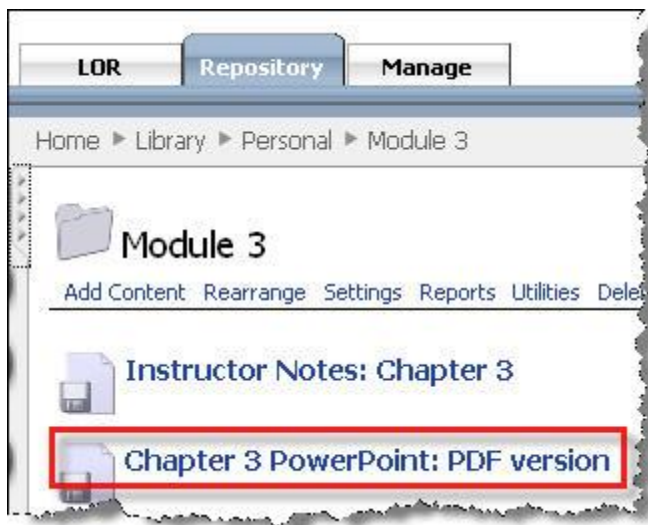 LOR Repository Manage
Home ▶ Library ▶ Personal ▶ Module 3
Module 3
Add Content Rearrange Settings Reports Utilities
Instructor Notes: Chapter 3
Chapter 3 PowerPoint: PDF version